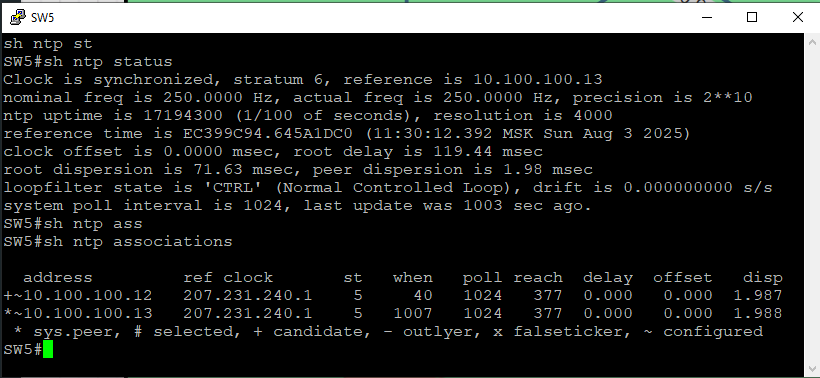 SW5
sh ntp st
SW5#sh ntp status
Clock is synchronized, stratum 6, reference is 10.100.100.13
nominal freq is 250.0000 Hz, actual freq is 250.0000 Hz, precision is 2**10
ntp uptime is 17194300 (1/100 of seconds), resolution is 4000
reference time is EC399C94.645A1DC0 (11:30:12.392 MSK Sun Aug 3 2025)
clock offset is 0.0000 msec, root delay is 119.44 msec
root dispersion is 71.63 msec, peer dispersion is 1.98 msec
loopfilter state is 'CTRL' (Normal Controlled Loop), drift is 0.000000000 s/s
system poll interval is 1024, last update was 1003 sec ago.
SW5#sh ntp ass
SW5#sh ntp associations
  address         ref clock       st   when   poll reach  delay  offset   disp
+~10.100.100.12   207.231.240.1    5     40   1024   377  0.000   0.000  1.987
*~10.100.100.13   207.231.240.1    5   1007   1024   377  0.000   0.000  1.988
 * sys.peer, # selected, + candidate, - outlyer, x falseticker, ~ configured
SW5#